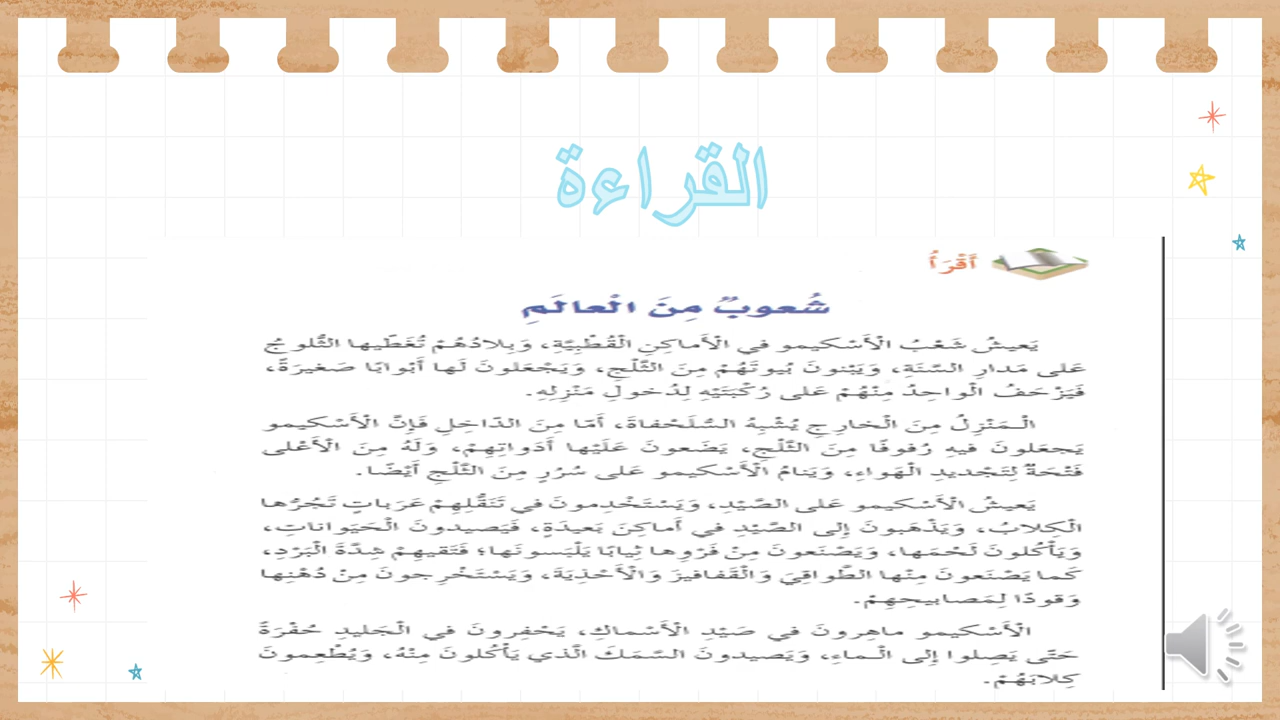 القراءة
أَقْرَأُ
شُعوبٌ مِنَ الْعالَمِ
يَعيشُ شَعْبُ الْأَسْكيمو في الْأَماكِنِ الْقُطْبِيَّةِ، وَبِلادُهُمْ تُغَطّيها الثُّلوجُ
عَلى مَدارِ السَّنَةِ، وَيَبْنونَ بُيوتَهُمْ مِنَ الثَّلْجِ، وَيَجْعَلونَ لَها أَبْوابًا صَغيرَةً،
فَيَزْحَفُ الْواحِدُ مِنْهُمْ عَلى رُكْبَتَيْهِ لِدُخولِ مَنْزِلِهِ.
الْـمَنْزِلُ مِنَ الْخارِجِ يُشْبِهُ السُّلَحْفاةَ، أَمّا مِنَ الدّاخِلِ فَإِنَّ الْأَسْكيمو
يَجعَلونَ فيهِ رُفوفًا مِنَ الثَّلْجِ، يَضَعونَ عَلَيْها أَدَواتِهِمْ، وَلَهُ مِنَ الْأَعْلى
فَتْحَةٌ لِتَجْديدِ الْهَواءِ، وَيَنامُ الْأَسْكيمو عَلى سُرُرٍ مِنَ الثَّلْجِ أَيْضًا.
يَعيشُ الْأَسْكيمو عَلى الصَّيْدِ، وَيَسْتَخْدِمونَ في تَنَقُّلِهِمْ عَرَباتٍ تَجُرُّها
الْكِلابُ، وَيَذْهَبونَ إِلى الصَّيْدِ في أَماكِنَ بَعيدَةٍ، فَيَصيدونَ الْحَيَواناتِ،
وَيَأْكُلونَ لَحْمَها، وَيَصْنَعونَ مِنْ فَرْوِها ثِيابًا يَلْبَسونَها؛ فَتَقيهِمْ شِدَّةَ الْبَرْدِ،
كَما يَصْنَعونَ مِنْها الطَّواقِيَ وَالْقَفافيزَ وَالْأَحْذِيَةَ، وَيَسْتَخْرِجونَ مِنْ دُهْنِها
وَقودًا لِمَصابيحِهِمْ.
الْأَسْكيمو ماهِرونَ في صَيْدِ الْأَسْماكِ، يَحْفِرونَ في الْجَليدِ حُفْرَةً
حَتّى يَصِلوا إِلى الْـماءِ، وَيَصيدونَ السَّمَكَ الَّذي يَأْكُلونَ مِنْهُ، وَيُطْعِمونَ
كِلابَهُمْ.